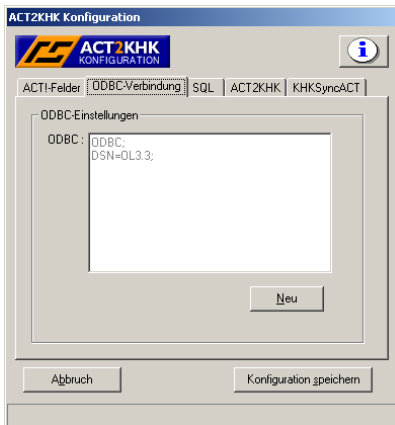 ACT2KHK Konfiguration
ACT2KHK
KONFIGURATION
i
ACT!-Felder ODBC-Verbindung SQL ACT2KHK KHKSyncACT
ODBC-Einstellungen
ODBC : ODBC;
DSN=OL3.3;
Neu
Abbruch Konfiguration speichern